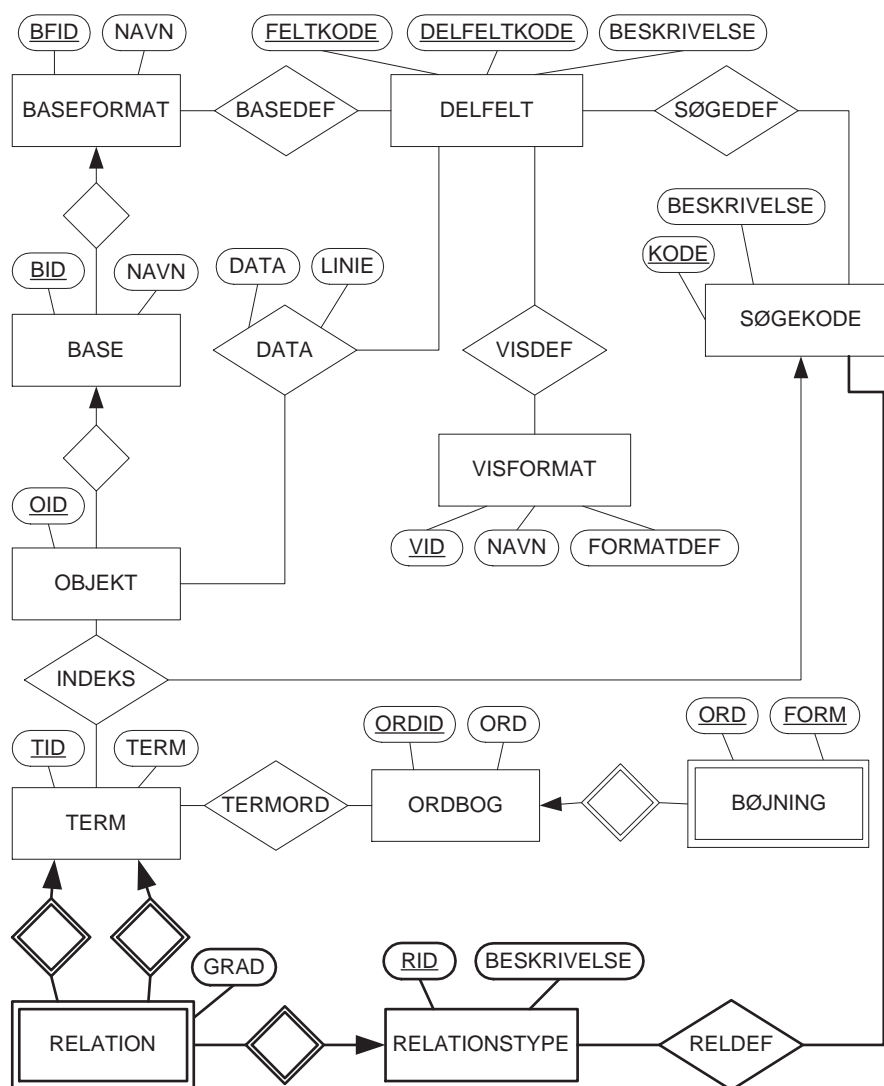 BFID NAVN FELTKODE DELFELTKODE BESKRIVELSE
BASEFORMAT BASEDEF DELFELT SØGEDEF
BESKRIVELSE
BID NAVN DATA LINIE KODE
BASE DATA VISDEF SØGEKODE
VISFORMAT
OID
VID NAVN FORMATDEF
OBJEKT
INDEKS
TID TERM ORDID ORD ORD FORM
TERM TERMORD ORDBOG BØJNING
GRAD RID BESKRIVELSE
RELATION RELATIONSTYPE RELDEF